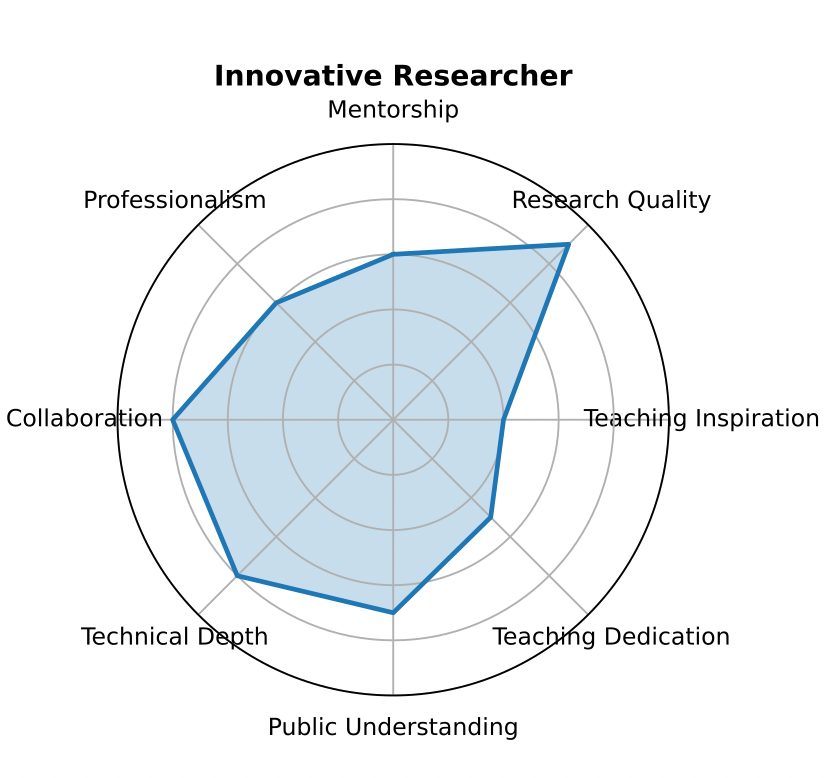 Innovative Researcher
Mentorship
Professionalism
Research Quality
Collaboration
Teaching Inspiration
Technical Depth
Teaching Dedication
Public Understanding